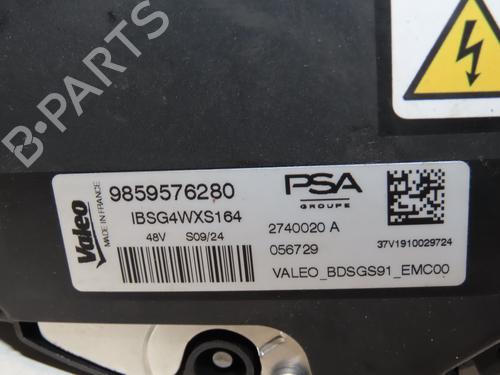 B-PARTS
Valeo
MADE IN FRANCE
9859576280
IBSG4WXS164
48V S09/24
PSA
GROUPE
2740020 A
056729
37V1910029724
VALEO_BDSGS91_EMC00